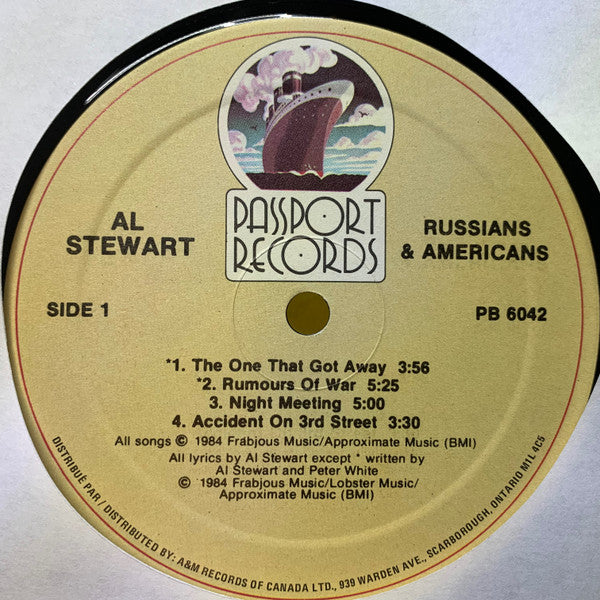 PASSPORT
RECORDS
AL
STEWART
RUSSIANS
& AMERICANS
SIDE 1
PB 6042
*1. The One That Got Away 3:56
*2. Rumours Of War 5:25
3. Night Meeting 5:00
4. Accident On 3rd Street 3:30
All songs © 1984 Frabjous Music/Approximate Music (BMI)
All lyrics by Al Stewart except * written by
Al Stewart and Peter White
© 1984 Frabjous Music/Lobster Music/
Approximate Music (BMI)
DISTRIBUÉ PAR / DISTRIBUTED BY: A&M RECORDS OF CANADA LTD., 939 WARDEN AVE., SCARBOROUGH, ONTARIO M1L 4C5